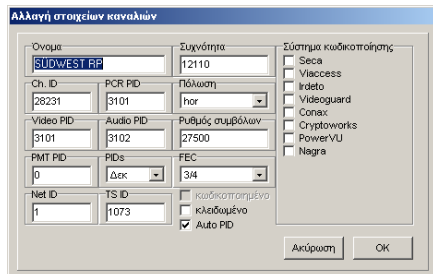 Αλλαγή στοιχείων καναλιών
Όνομα
SÜDWEST RP
Συχνότητα
12110
Σύστημα κωδικοποίησης
Seca
Viaccess
Irdeto
Videoguard
Conax
Cryptoworks
PowerVU
Nagra
Ch. ID
28231
PCR PID
3101
Πόλωση
hor
Video PID
3101
Audio PID
3102
Ρυθμός συμβόλων
27500
PMT PID
0
PIDs
Δεκ
FEC
3/4
Net ID
1
TS ID
1073
κωδικοποιημένο
κλειδωμένο
Auto PID
Ακύρωση
OK